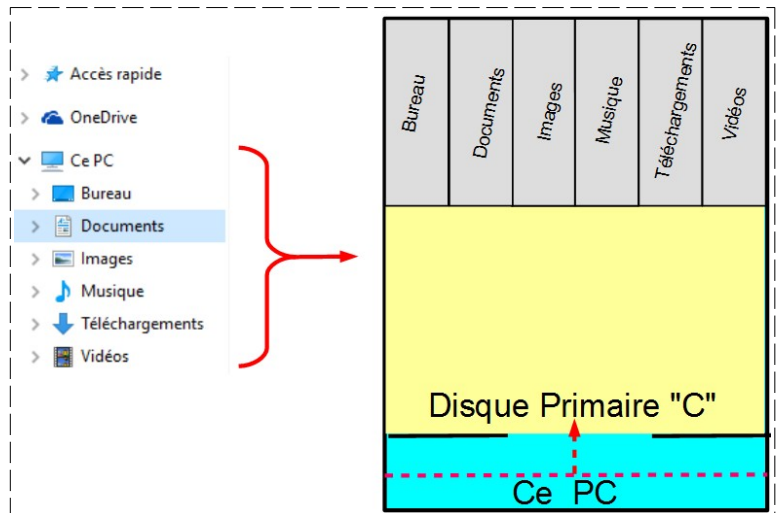 Accès rapide
OneDrive
Ce PC
Bureau
Documents
Images
Musique
Téléchargements
Vidéos
Bureau
Documents
Images
Musique
Téléchargements
Vidéos
Disque Primaire "C"
Ce PC